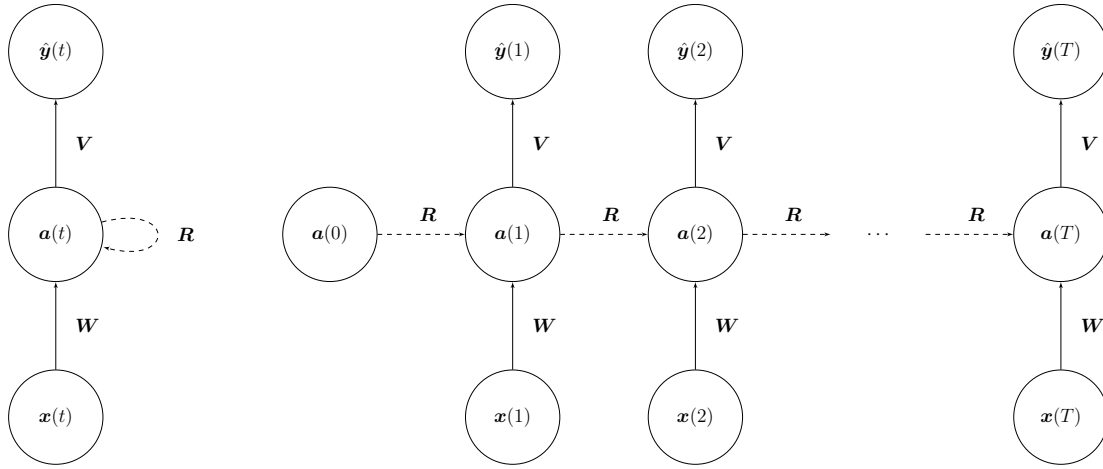 ŷ(t) ŷ(1) ŷ(2) ŷ(T)
V V V V
a(t) R a(0) R a(1) R a(2) R ... R a(T)
W W W W
x(t) x(1) x(2) x(T)